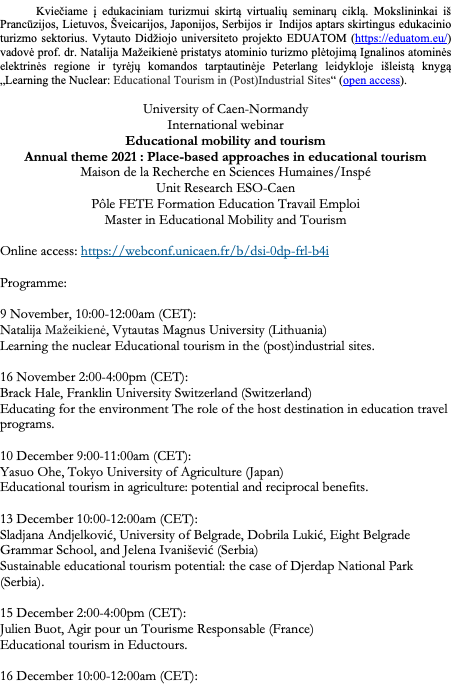 Kviečiame į edukaciniam turizmui skirtą virtualių seminarų ciklą. Mokslininkai iš
Prancūzijos, Lietuvos, Šveicarijos, Japonijos, Serbijos ir Indijos aptars skirtingus edukacinio
turizmo sektorius. Vytauto Didžiojo universiteto projekto EDUATOM (https://eduatom.eu/)
vadovė prof. dr. Natalija Mažeikienė pristatys atominio turizmo plėtojimą Ignalinos atominės
elektrinės regione ir tyrėjų komandos tarptautinėje Peterlang leidykloje išleistą knygą
„Learning the Nuclear: Educational Tourism in (Post)Industrial Sites“ (open access).
University of Caen-Normandy
International webinar
Educational mobility and tourism
Annual theme 2021 : Place-based approaches in educational tourism
Maison de la Recherche en Sciences Humaines/Inspé
Unit Research ESO-Caen
Pôle FETE Formation Education Travail Emploi
Master in Educational Mobility and Tourism
Online access: https://webconf.unicaen.fr/b/dsi-0dp-frl-b4i
Programme:
9 November, 10:00-12:00am (CET):
Natalija Mažeikienė, Vytautas Magnus University (Lithuania)
Learning the nuclear Educational tourism in the (post)industrial sites.
16 November 2:00-4:00pm (CET):
Brack Hale, Franklin University Switzerland (Switzerland)
Educating for the environment The role of the host destination in education travel
programs.
10 December 9:00-11:00am (CET):
Yasuo Ohe, Tokyo University of Agriculture (Japan)
Educational tourism in agriculture: potential and reciprocal benefits.
13 December 10:00-12:00am (CET):
Sladjana Andjelković, University of Belgrade, Dobrila Lukić, Eight Belgrade
Grammar School, and Jelena Ivanišević (Serbia)
Sustainable educational tourism potential: the case of Djerdap National Park
(Serbia).
15 December 2:00-4:00pm (CET):
Julien Buot, Agir pour un Tourisme Responsable (France)
Educational tourism in Eductours.
16 December 10:00-12:00am (CET):